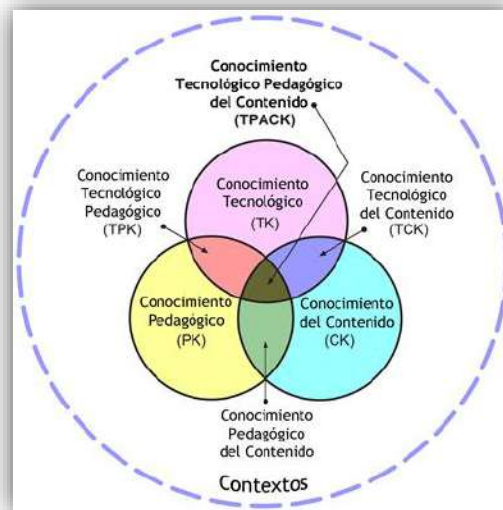 Conocimiento
Tecnológico Pedagógico
del Contenido
(TPACK)
Conocimiento
Tecnológico
Pedagógico
(TPK)
Conocimiento
Tecnológico
(TK)
Conocimiento
Tecnológico
del Contenido
(TCK)
Conocimiento
Pedagógico
(PK)
Conocimiento
del Contenido
(CK)
Conocimiento
Pedagógico
del Contenido
Contextos